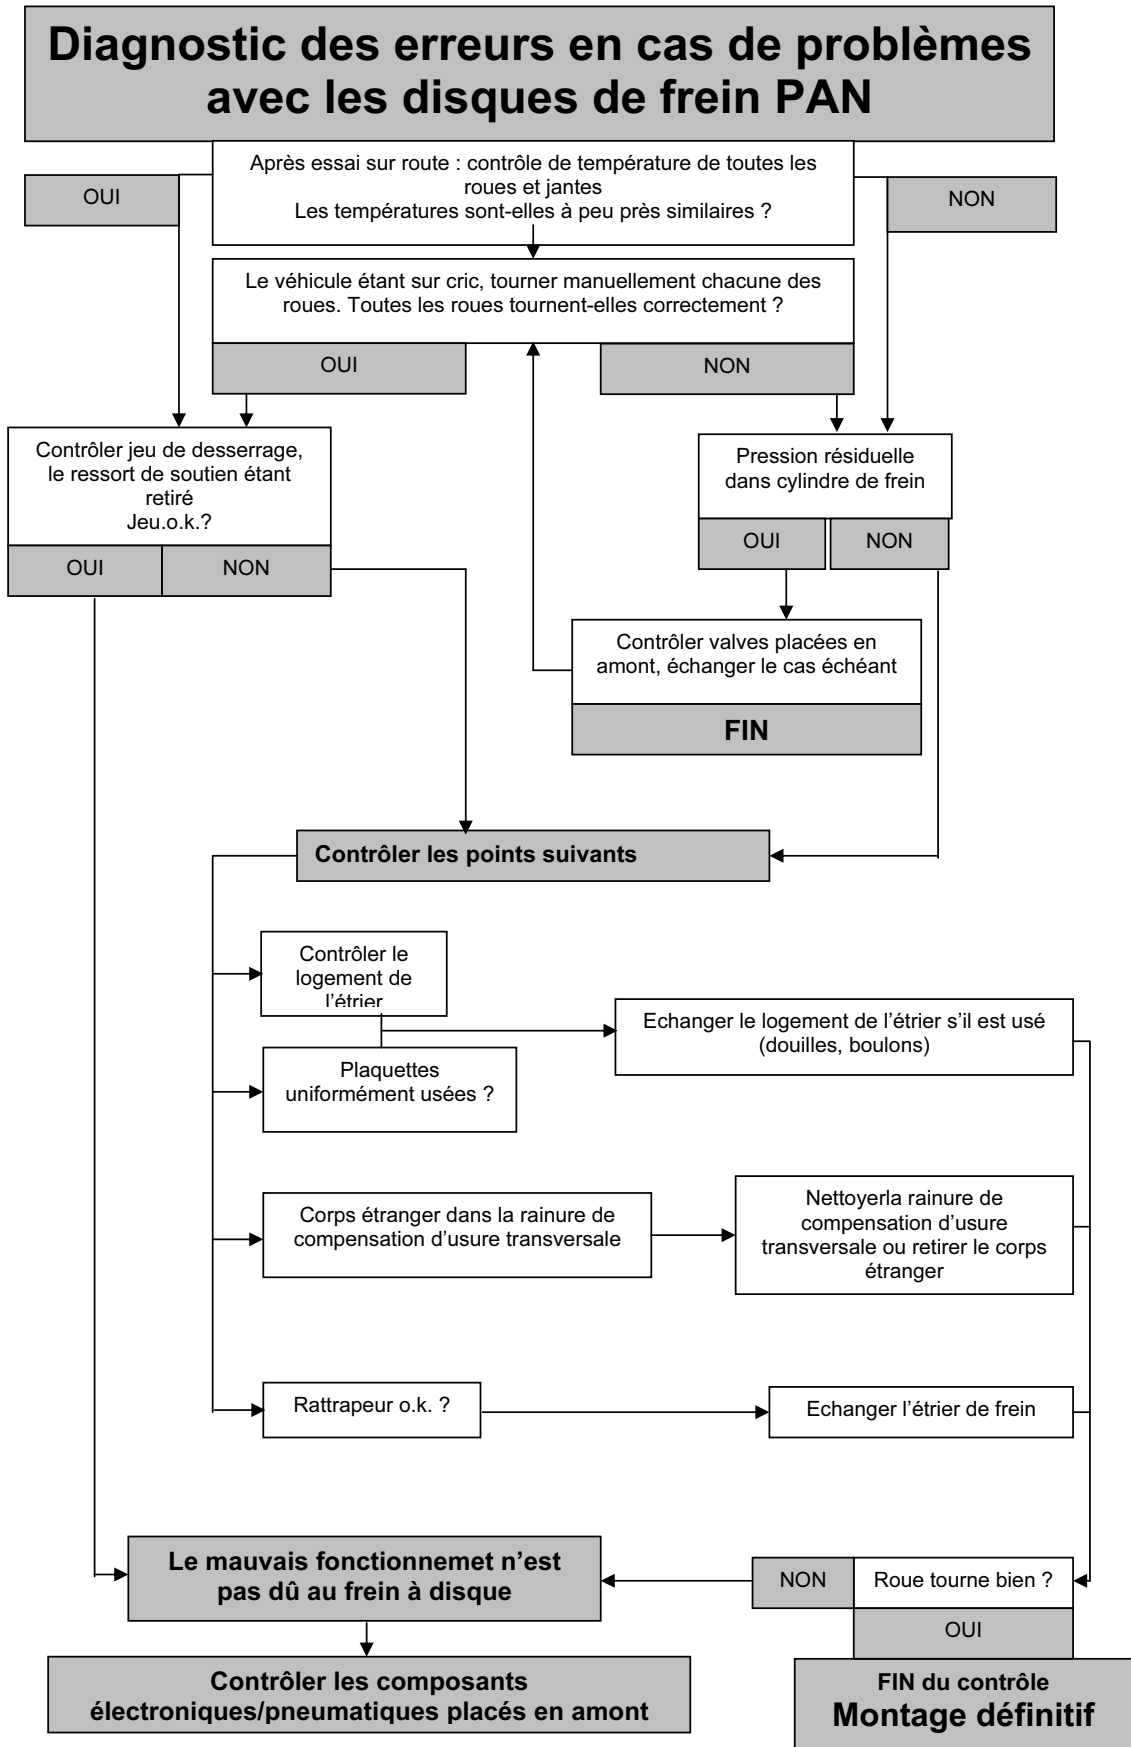 Diagnostic des erreurs en cas de problèmes
avec les disques de frein PAN
Après essai sur route : contrôle de température de toutes les
roues et jantes
Les températures sont-elles à peu près similaires ?
OUI
NON
Le véhicule étant sur cric, tourner manuellement chacune des
roues. Toutes les roues tournent-elles correctement ?
OUI
NON
Contrôler jeu de desserrage,
le ressort de soutien étant
retiré
Jeu.o.k.?
OUI
NON
Pression résiduelle
dans cylindre de frein
OUI
NON
Contrôler valves placées en
amont, échanger le cas échéant
FIN
Contrôler les points suivants
Contrôler le
logement de
l'étrier
Echanger le logement de l'étrier s'il est usé
(douilles, boulons)
Plaquettes
uniformément usées ?
Corps étranger dans la rainure de
compensation d'usure transversale
Nettoyerla rainure de
compensation d'usure
transversale ou retirer le corps
étranger
Rattrapeur o.k. ?
Echanger l'étrier de frein
Le mauvais fonctionnemet n'est
pas dû au frein à disque
NON
Roue tourne bien ?
OUI
Contrôler les composants
électroniques/pneumatiques placés en amont
FIN du contrôle
Montage définitif